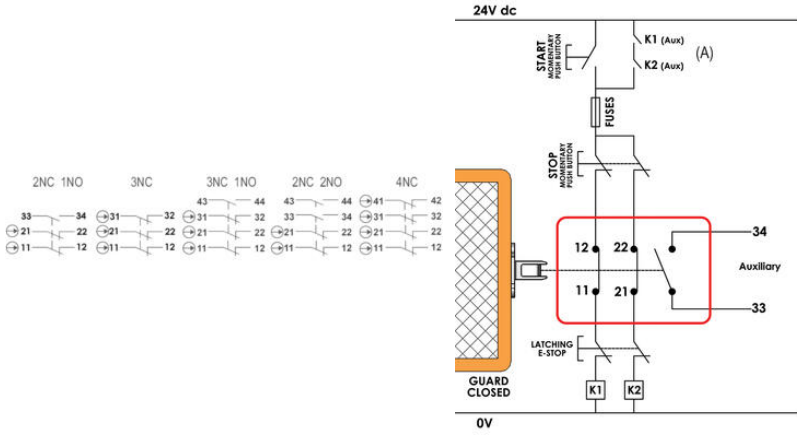 2NC 1NO
3NC
3NC 1NO
2NC 2NO
4NC
33 34
21 22
11 12
31 32
21 22
11 12
43 44
31 32
21 22
11 12
43 44
33 34
21 22
11 12
41 42
31 32
21 22
11 12
24V dc
START
MOMENTARY
PUSH BUTTON
K1 (Aux)
K2 (Aux)
(A)
FUSES
STOP
MOMENTARY
PUSH BUTTON
12 22
34
Auxiliary
11 21
33
LATCHING
E-STOP
GUARD
CLOSED
K1 K2
0V